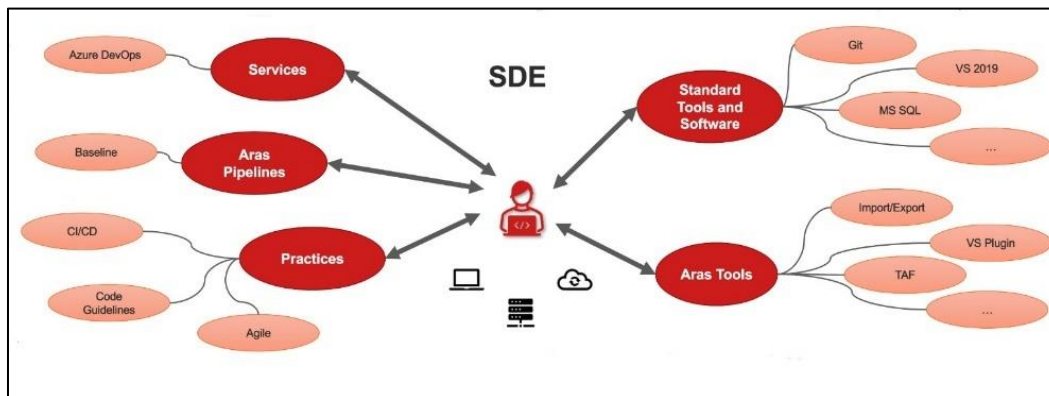 SDE
Services
Azure DevOps
Aras
Pipelines
Baseline
Practices
CI/CD
Code
Guidelines
Agile
Standard
Tools and
Software
Git
VS 2019
MS SQL
...
Aras Tools
Import/Export
VS Plugin
TAF
...
</>